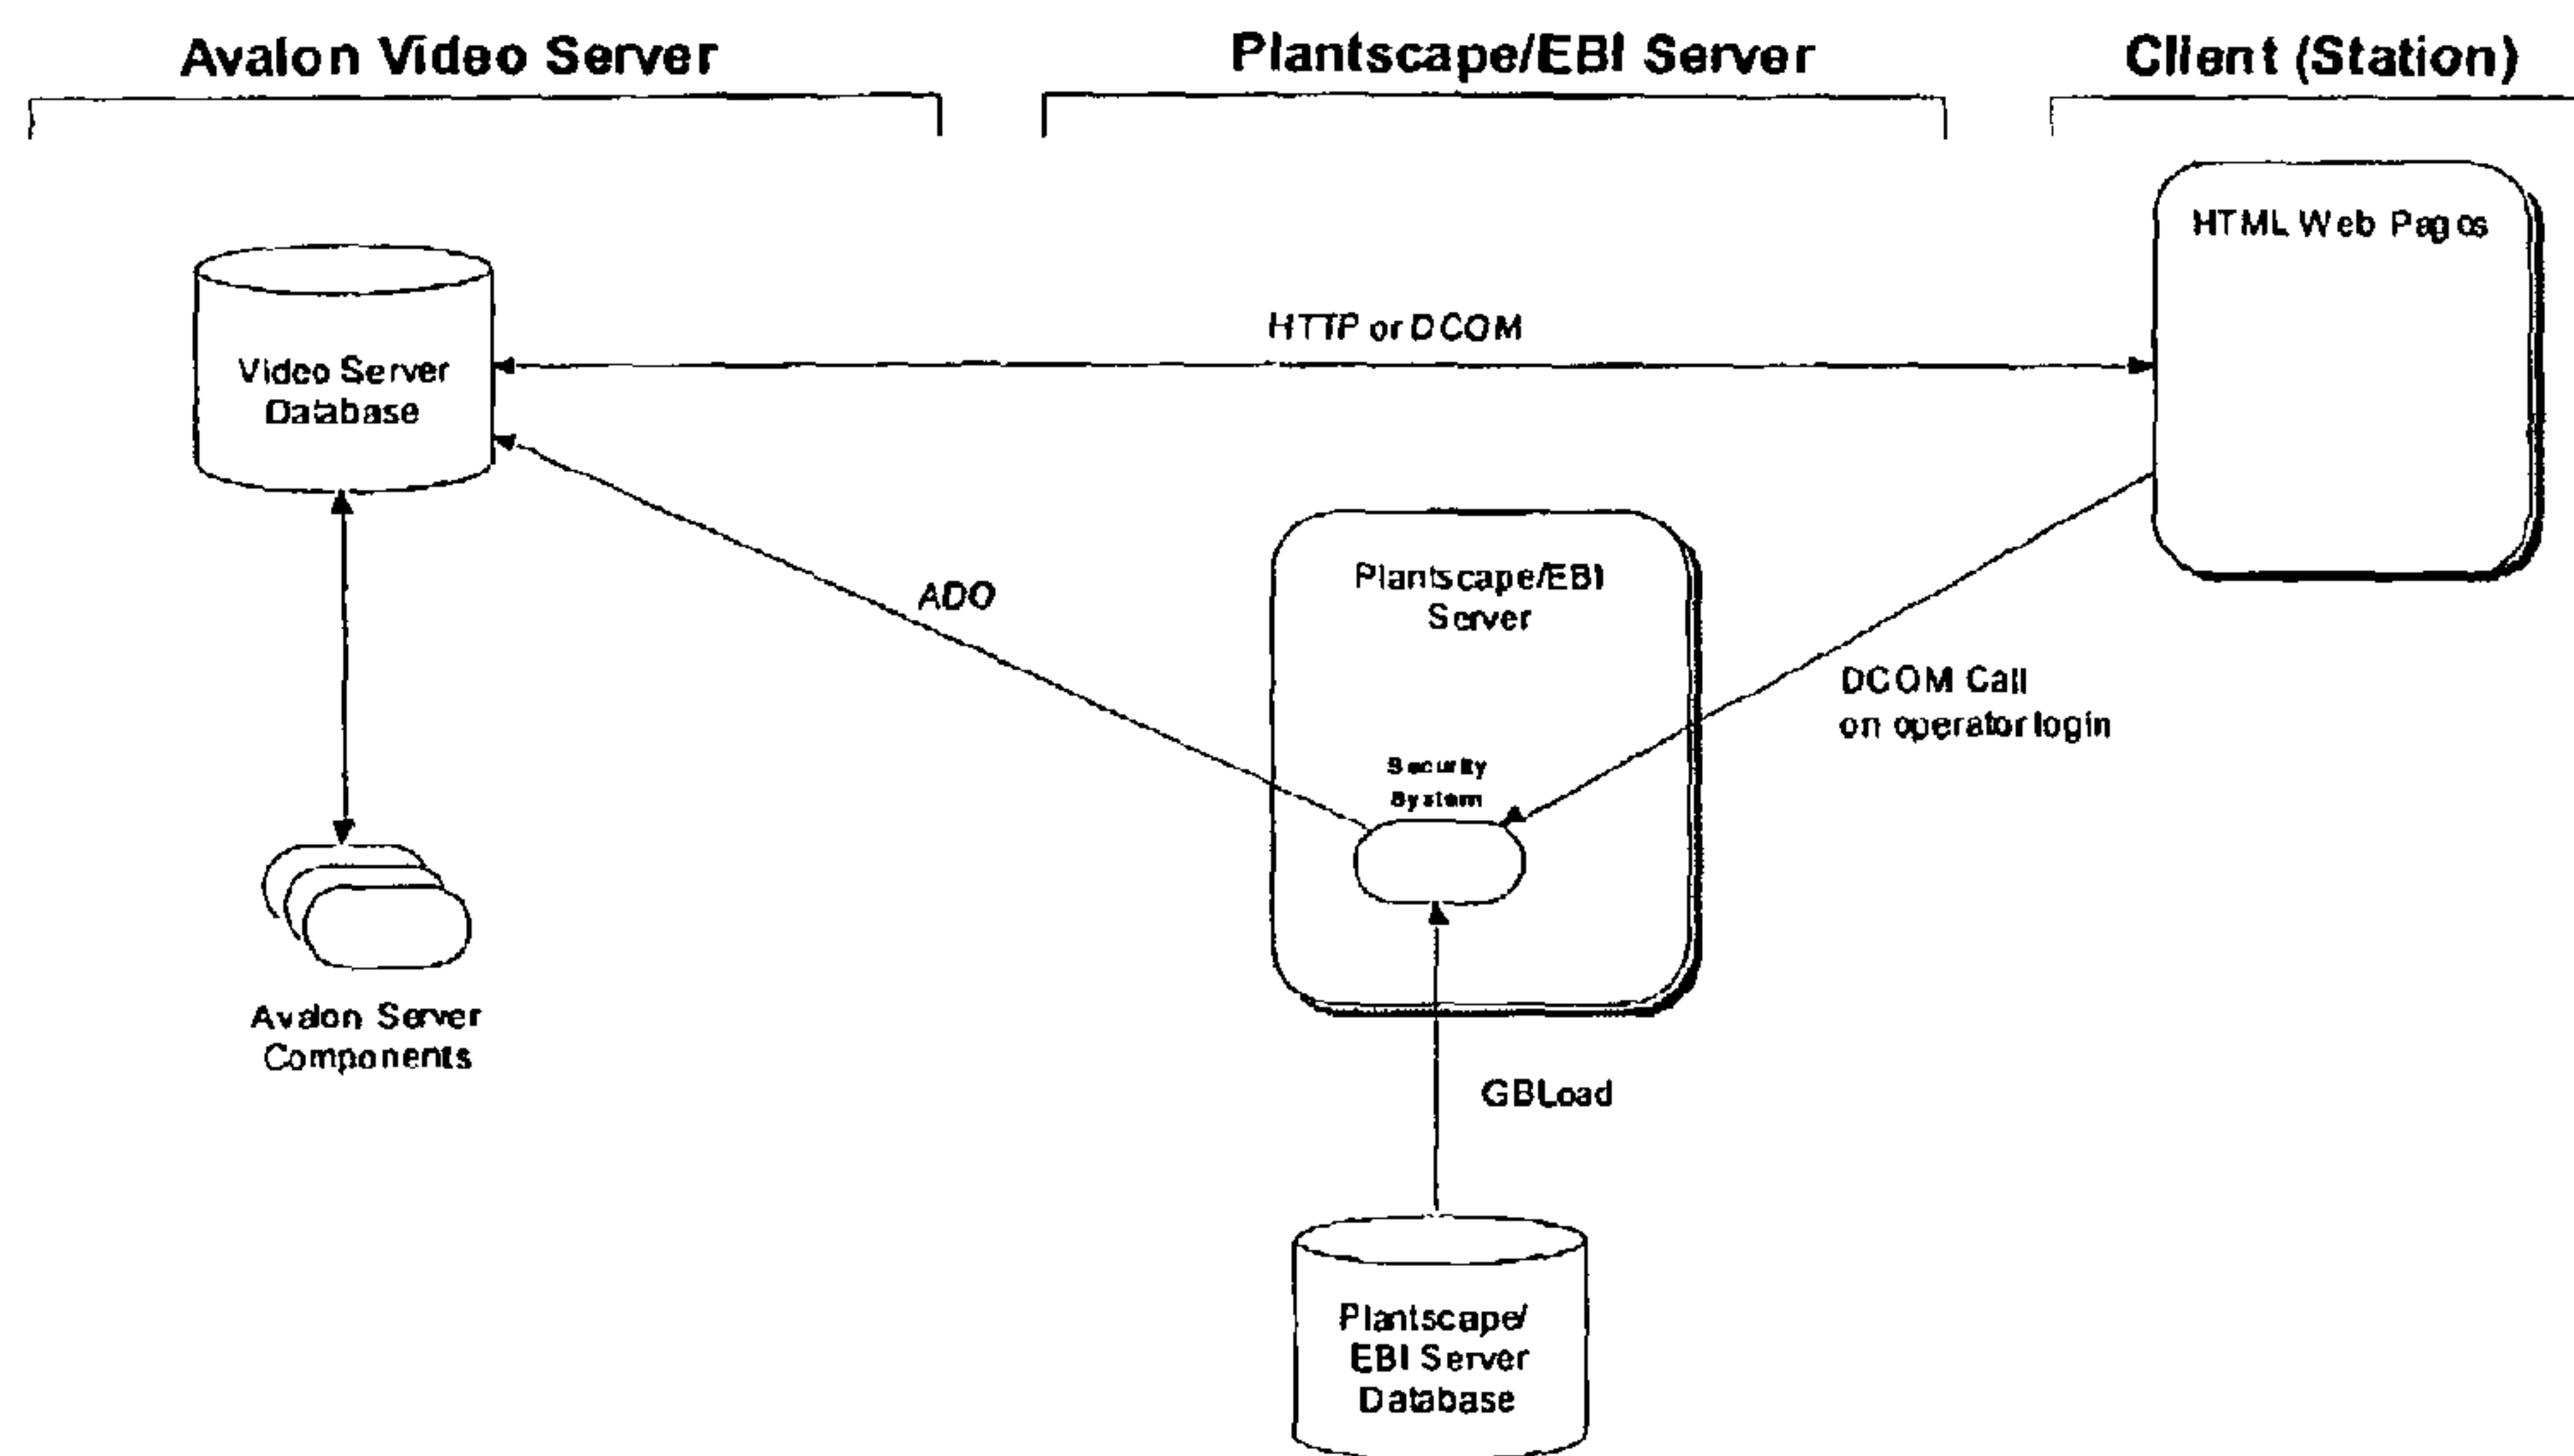 Avalon Video Server
Plantscape/EBI Server
Client (Station)
HTML Web Pages
HTTP or DCOM
Video Server
Database
ADO
Plantscape/EBI
Server
DCOM Call
on operator login
Security
System
Avalon Server
Components
GBLoad
Plantscape/
EBI Server
Database